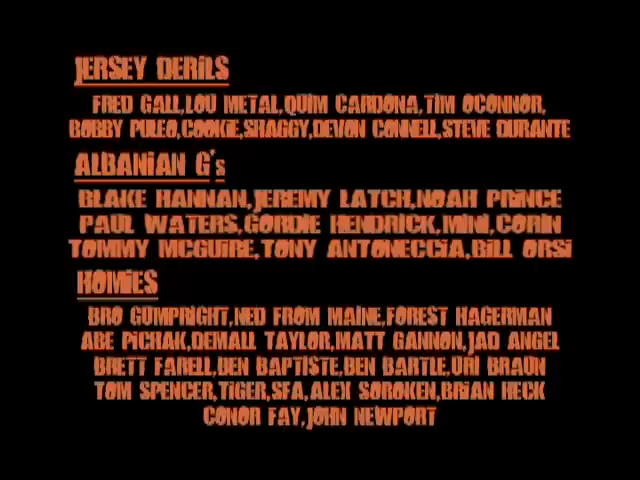 JERSEY DERILS
FRED GALL,LOU METAL,QUIM CARDONA,TIM OCONNOR,
BOBBY PULEO,COOKIE,SHAGGY,DEVON CONNELL,STEVE DURANTE
ALBANIAN G's
BLAKE HANNAN,JEREMY LATCH,NOAH PRINCE
PAUL WATERS,GORDIE HENDRICK,MINI,CORIN
TOMMY MCGUIRE,TONY ANTONECCIA,BILL ORSI
HOMIES
BRO GUMPRIGHT,NED FROM MAINE,FOREST HAGERMAN
ABE PICHAK,DEMALL TAYLOR,MATT GANNON,JAD ANGEL
BRETT FARELL,BEN BAPTISTE,BEN BARTLE,URI BRAUN
TOM SPENCER,TIGER,SFA,ALEX SOROKEN,BRIAN HECK
CONOR FAY,JOHN NEWPORT